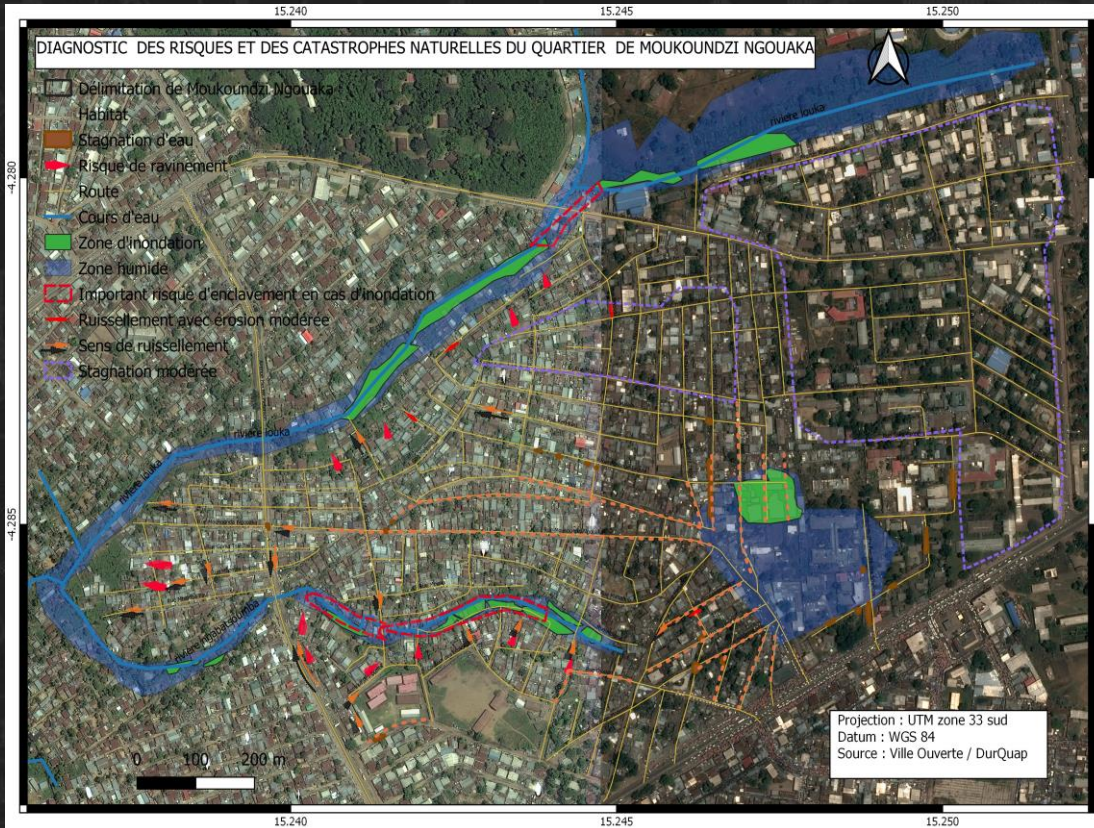 15.240
15.245
15.250
DIAGNOSTIC DES RISQUES ET DES CATASTROPHES NATURELLES DU QUARTIER DE MOUKOUNDZI NGOUAKA
Délimitation de Moukoundzi Ngouaka
Habitat
Stagnation d'eau
Risque de ravinement
Route
Cours d'eau
Zone d'inondation
Zone humide
Important risque d'enclavement en cas d'inondation
Ruissellement avec érosion modérée
Sens de ruissellement
Stagnation modérée
riviere louka
-4.280
riviere louka
riviere louka
-4.285
0 100 200 m
Projection : UTM zone 33 sud
Datum : WGS 84
Source : Ville Ouverte / DurQuap
15.240
15.245
15.250